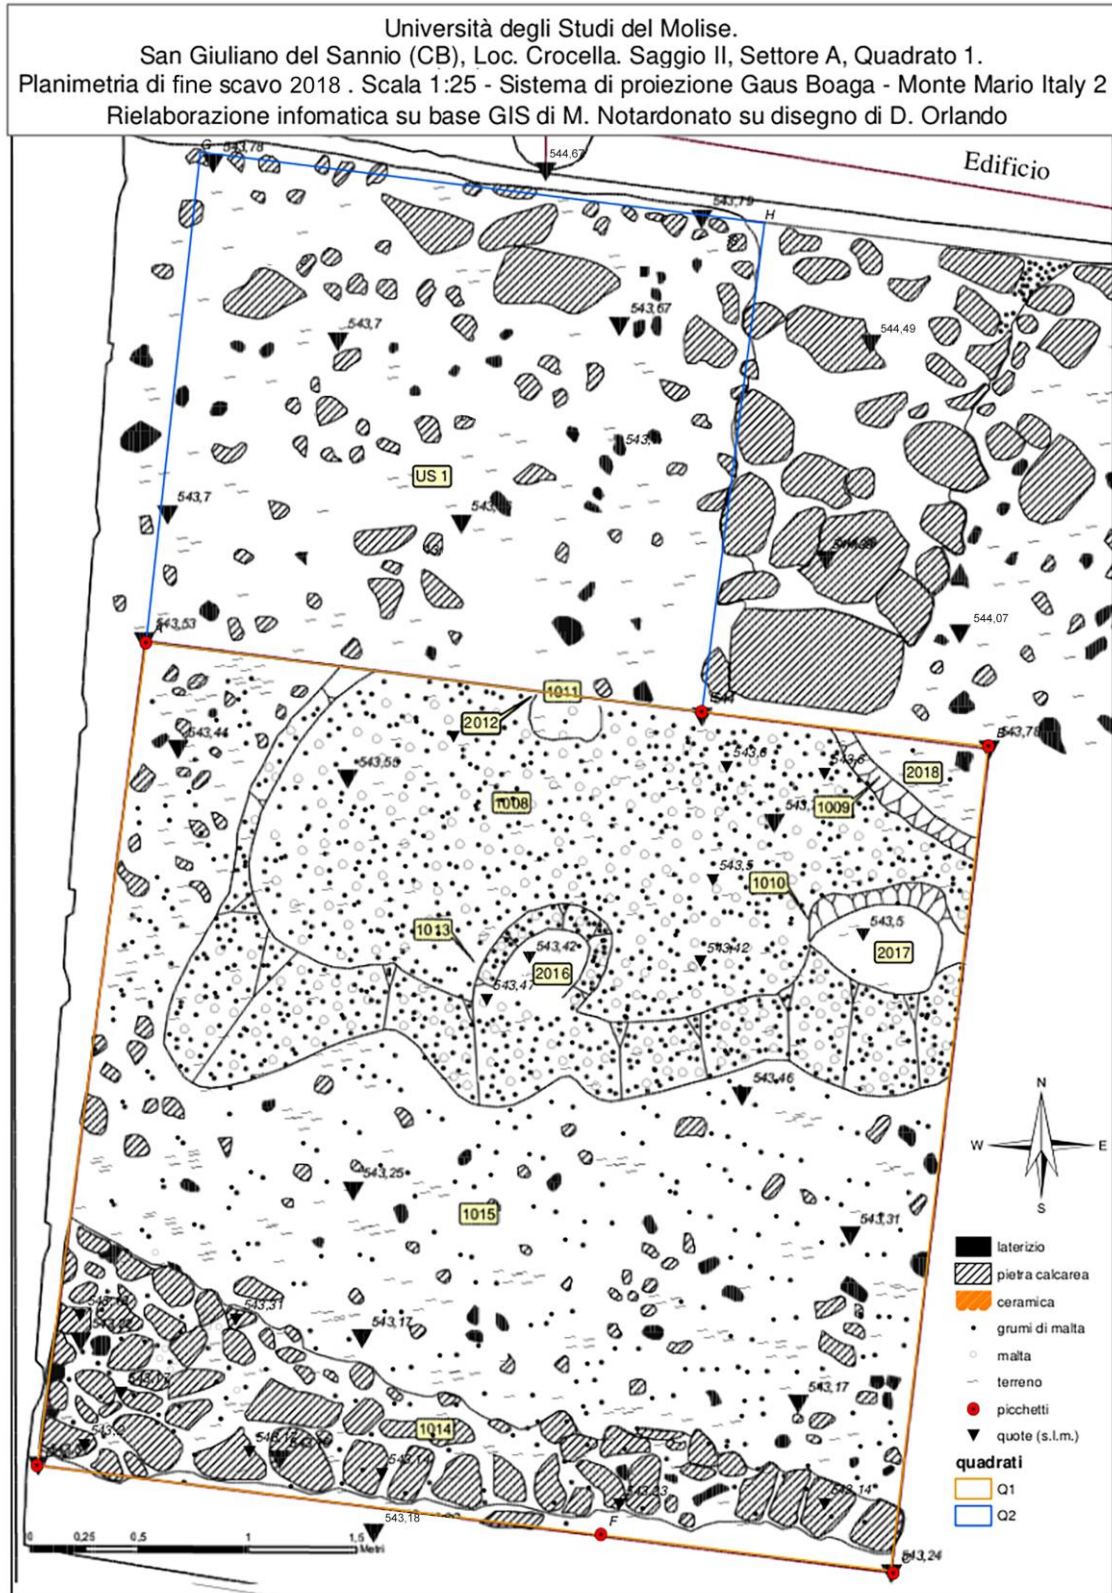 Università degli Studi del Molise.
San Giuliano del Sannio (CB), Loc. Crocella. Saggio II, Settore A, Quadrato 1.
Planimetria di fine scavo 2018 . Scala 1:25 - Sistema di proiezione Gaus Boaga - Monte Mario Italy 2
Rielaborazione infomatica su base GIS di M. Notardonato su disegno di D. Orlando
G
543,78
544,67
Edificio
543,79
H
543,7
543,67
544,49
US 1
543,7
544,07
543,53
1011
2012
543,44
543,55
543,6
543,6
2018
B
543,78
1008
1009
543,5
1010
1013
543,5
543,42
543,42
2017
2016
543,47
543,46
N
W
E
S
543,25
1015
543,31
543,31
543,17
543,17
1014
543,14
543,14
543,18
F
543,24
laterizio
pietra calcarea
ceramica
grumi di malta
malta
terreno
picchetti
quote (s.l.m.)
quadrati
Q1
Q2
0
0,25
0,5
1
1,5
Metri